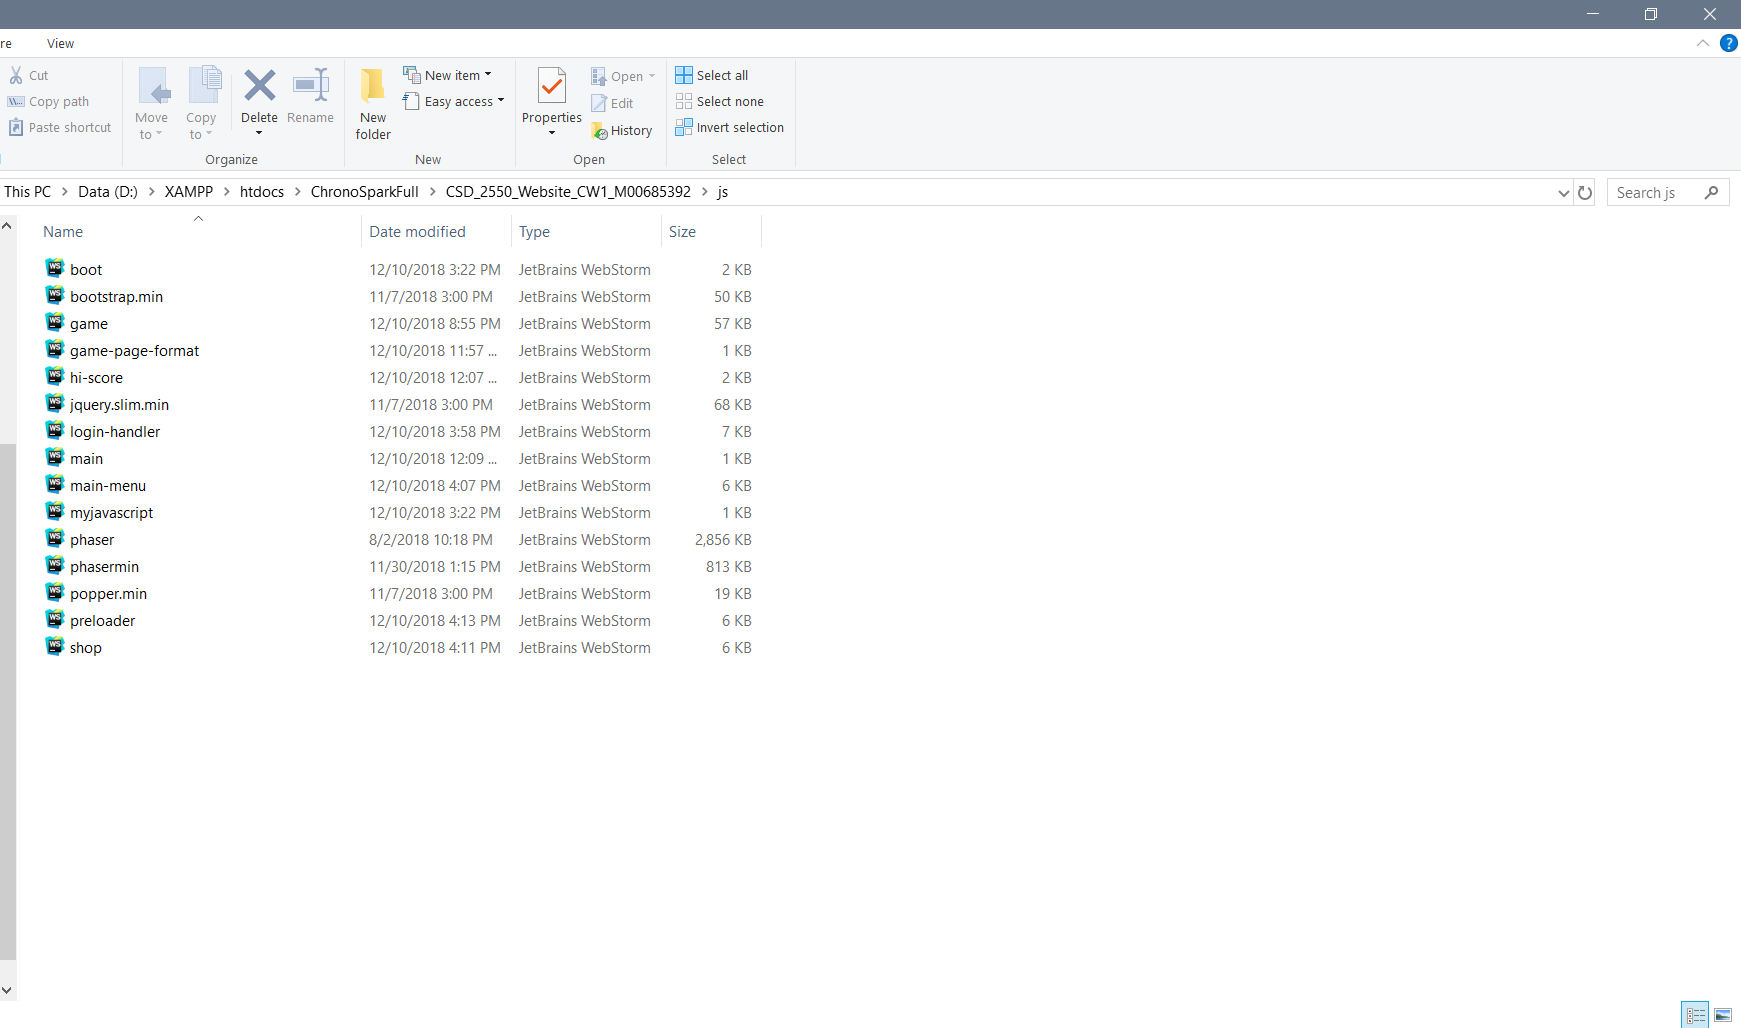 re View
Cut
Copy path
Paste shortcut
Move to
Copy to
Delete
Rename
Organize
New folder
New item
Easy access
New
Properties
Open
Edit
History
Open
Select all
Select none
Invert selection
Select
This PC > Data (D:) > XAMPP > htdocs > ChronoSparkFull > CSD_2550_Website_CW1_M00685392 > js
Search js
Name Date modified Type Size
boot 12/10/2018 3:22 PM JetBrains WebStorm 2 KB
bootstrap.min 11/7/2018 3:00 PM JetBrains WebStorm 50 KB
game 12/10/2018 8:55 PM JetBrains WebStorm 57 KB
game-page-format 12/10/2018 11:57 ... JetBrains WebStorm 1 KB
hi-score 12/10/2018 12:07 ... JetBrains WebStorm 2 KB
jquery.slim.min 11/7/2018 3:00 PM JetBrains WebStorm 68 KB
login-handler 12/10/2018 3:58 PM JetBrains WebStorm 7 KB
main 12/10/2018 12:09 ... JetBrains WebStorm 1 KB
main-menu 12/10/2018 4:07 PM JetBrains WebStorm 6 KB
myjavascript 12/10/2018 3:22 PM JetBrains WebStorm 1 KB
phaser 8/2/2018 10:18 PM JetBrains WebStorm 2,856 KB
phasermin 11/30/2018 1:15 PM JetBrains WebStorm 813 KB
popper.min 11/7/2018 3:00 PM JetBrains WebStorm 19 KB
preloader 12/10/2018 4:13 PM JetBrains WebStorm 6 KB
shop 12/10/2018 4:11 PM JetBrains WebStorm 6 KB